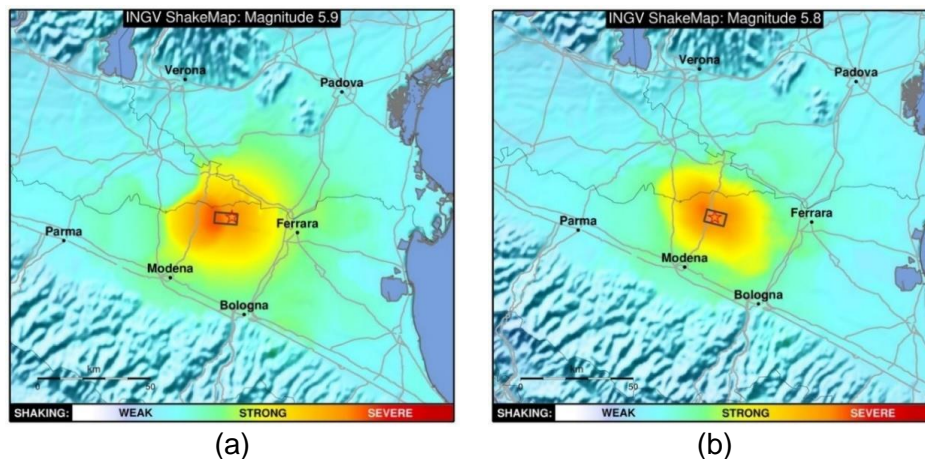 INGV ShakeMap: Magnitude 5.9
Verona
Padova
Ferrara
Parma
Modena
Bologna
km
0 50
SHAKING: WEAK STRONG SEVERE
(a)
INGV ShakeMap: Magnitude 5.8
Verona
Padova
Ferrara
Parma
Modena
Bologna
km
0 50
SHAKING: WEAK STRONG SEVERE
(b)